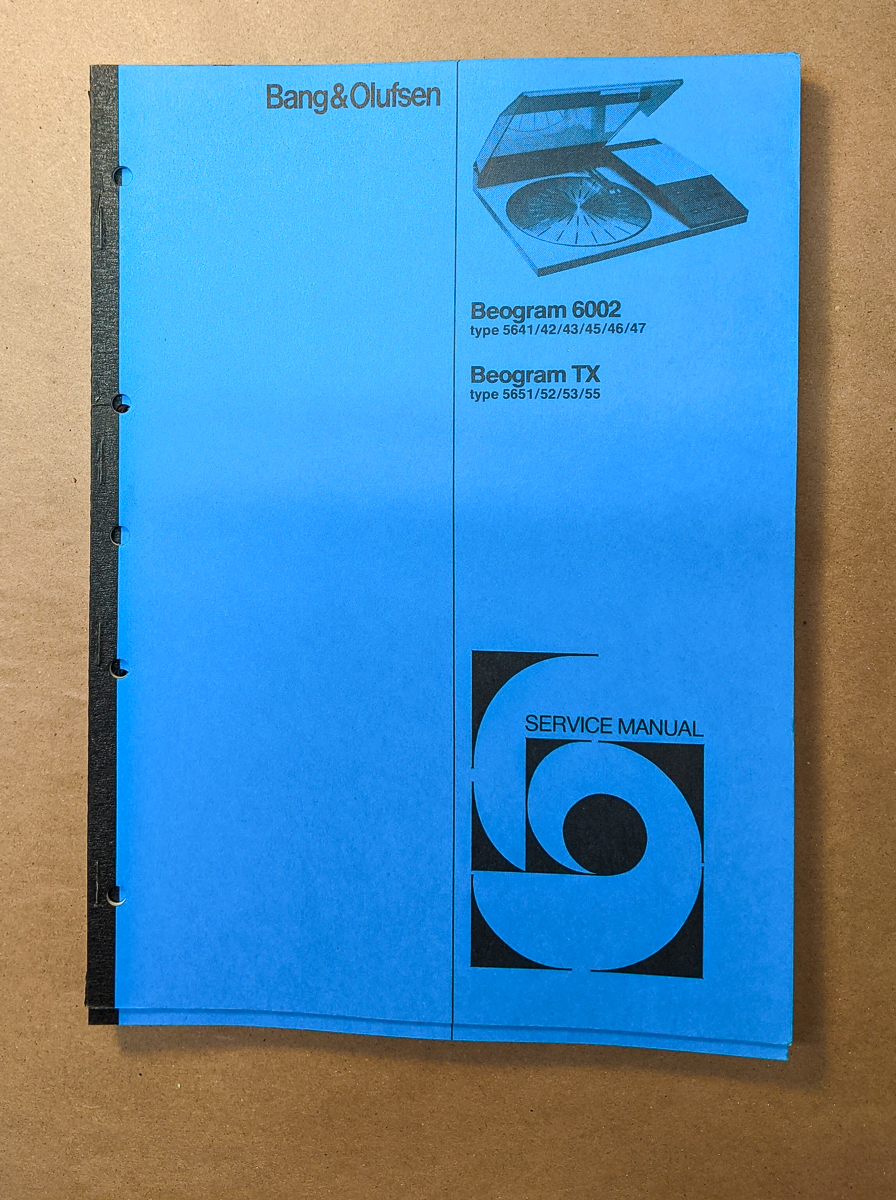 Bang&Olufsen
Beogram 6002
type 5641/42/43/45/46/47
Beogram TX
type 5651/52/53/55
SERVICE MANUAL